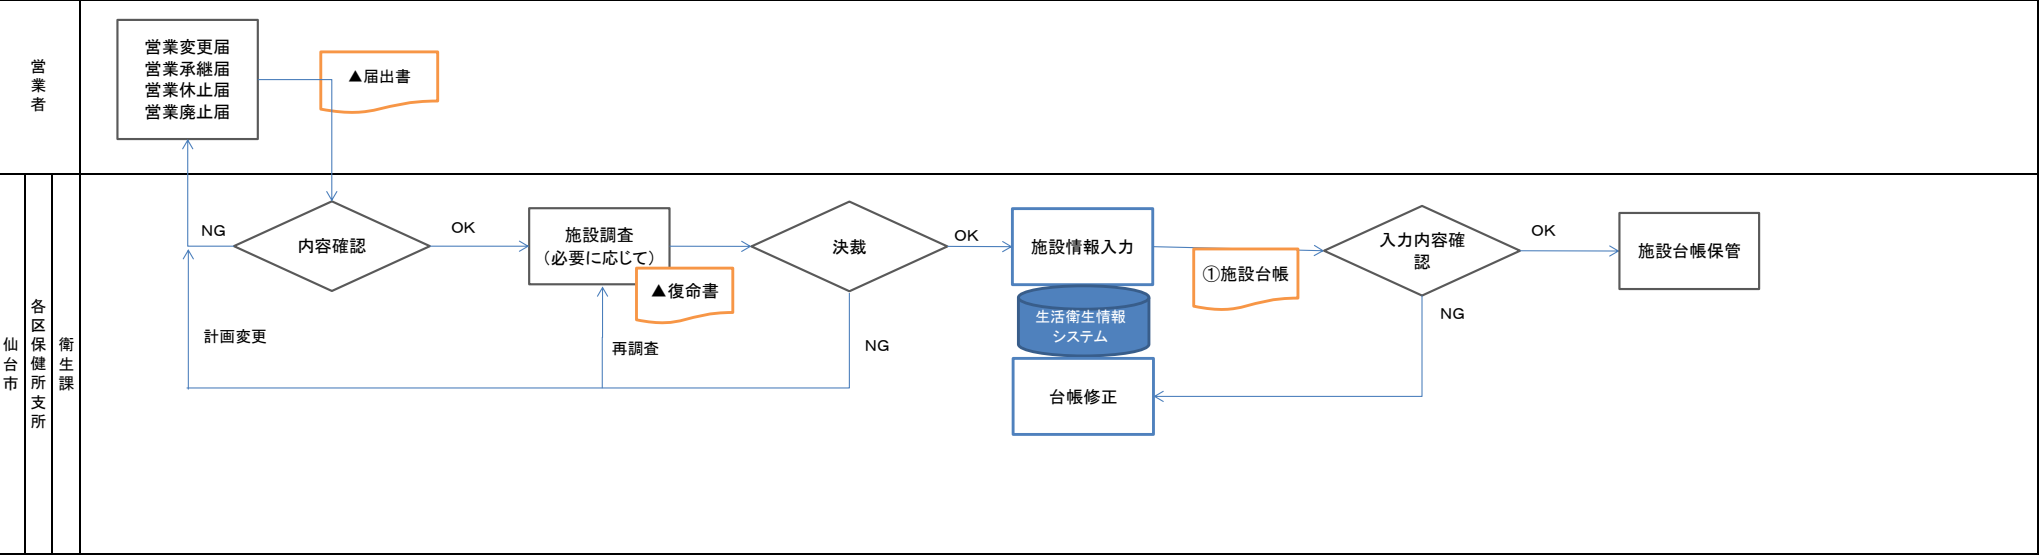 営業者
営業変更届
営業承継届
営業休止届
営業廃止届
▲届出書
仙台市
各区保健所支所
衛生課
NG
内容確認
OK
施設調査
（必要に応じて）
▲復命書
決裁
OK
施設情報入力
①施設台帳
入力内容確
認
OK
施設台帳保管
計画変更
再調査
NG
生活衛生情報
システム
NG
台帳修正